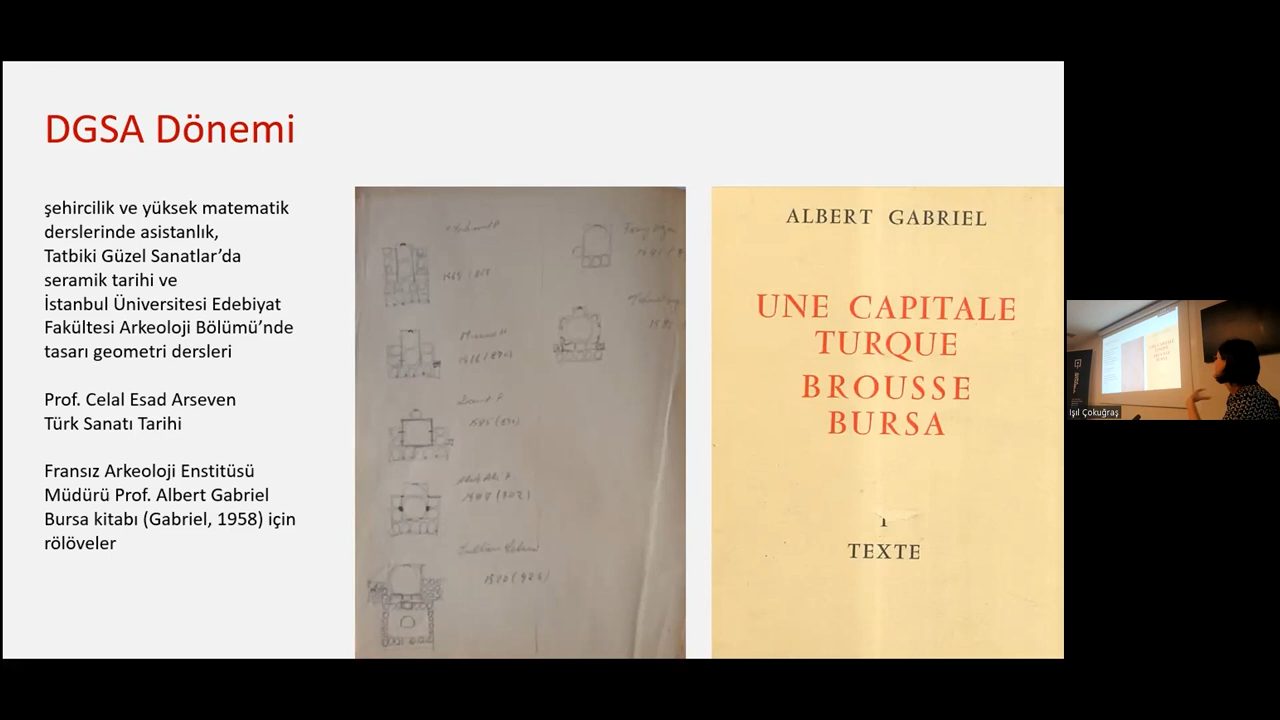 DGSA Dönemi
şehircilik ve yüksek matematik
derslerinde asistanlık,
Tatbiki Güzel Sanatlar’da
seramik tarihi ve
İstanbul Üniversitesi Edebiyat
Fakültesi Arkeoloji Bölümü’nde
tasarı geometri dersleri
Prof. Celal Esad Arseven
Türk Sanatı Tarihi
Fransız Arkeoloji Enstitüsü
Müdürü Prof. Albert Gabriel
Bursa kitabı (Gabriel, 1958) için
rölöveler
ALBERT GABRIEL
UNE CAPITALE
TURQUE
BROUSSE
BURSA
I
TEXTE
Işıl Çokuğraş